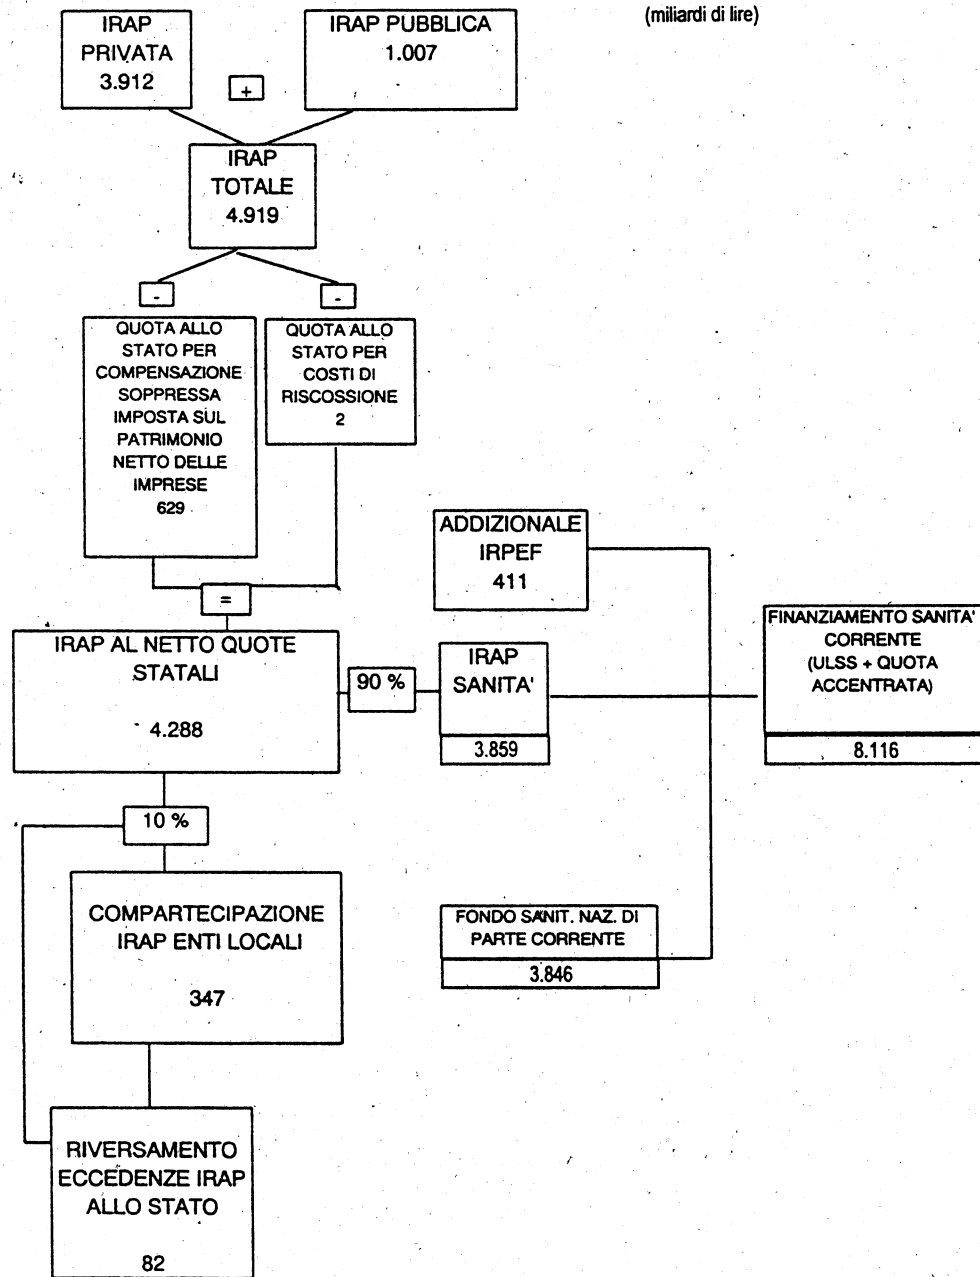 (miliardi di lire)
IRAP
PRIVATA
3.912
+
IRAP PUBBLICA
1.007
IRAP
TOTALE
4.919
-
-
QUOTA ALLO
STATO PER
COMPENSAZIONE
SOPPRESSA
IMPOSTA SUL
PATRIMONIO
NETTO DELLE
IMPRESE
629
QUOTA ALLO
STATO PER
COSTI DI
RISCOSSIONE
2
=
ADDIZIONALE
IRPEF
411
IRAP AL NETTO QUOTE
STATALI
4.288
90 %
IRAP
SANITA'
3.859
FINANZIAMENTO SANITA'
CORRENTE
(ULSS + QUOTA
ACCENTRATA)
8.116
10 %
COMPARTECIPAZIONE
IRAP ENTI LOCALI
347
FONDO SANIT. NAZ. DI
PARTE CORRENTE
3.846
RIVERSAMENTO
ECCEDENZE IRAP
ALLO STATO
82